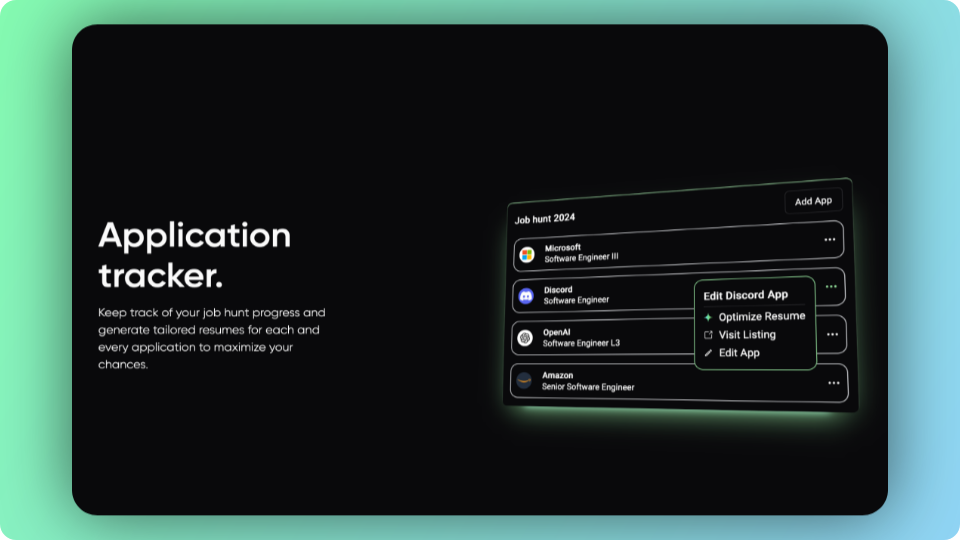 Application
tracker.
Keep track of your job hunt progress and
generate tailored resumes for each and
every application to maximize your
chances.
Job hunt 2024
Add App
Microsoft
Software Engineer III
Discord
Software Engineer
OpenAI
Software Engineer L3
Amazon
Senior Software Engineer
Edit Discord App
Optimize Resume
Visit Listing
Edit App